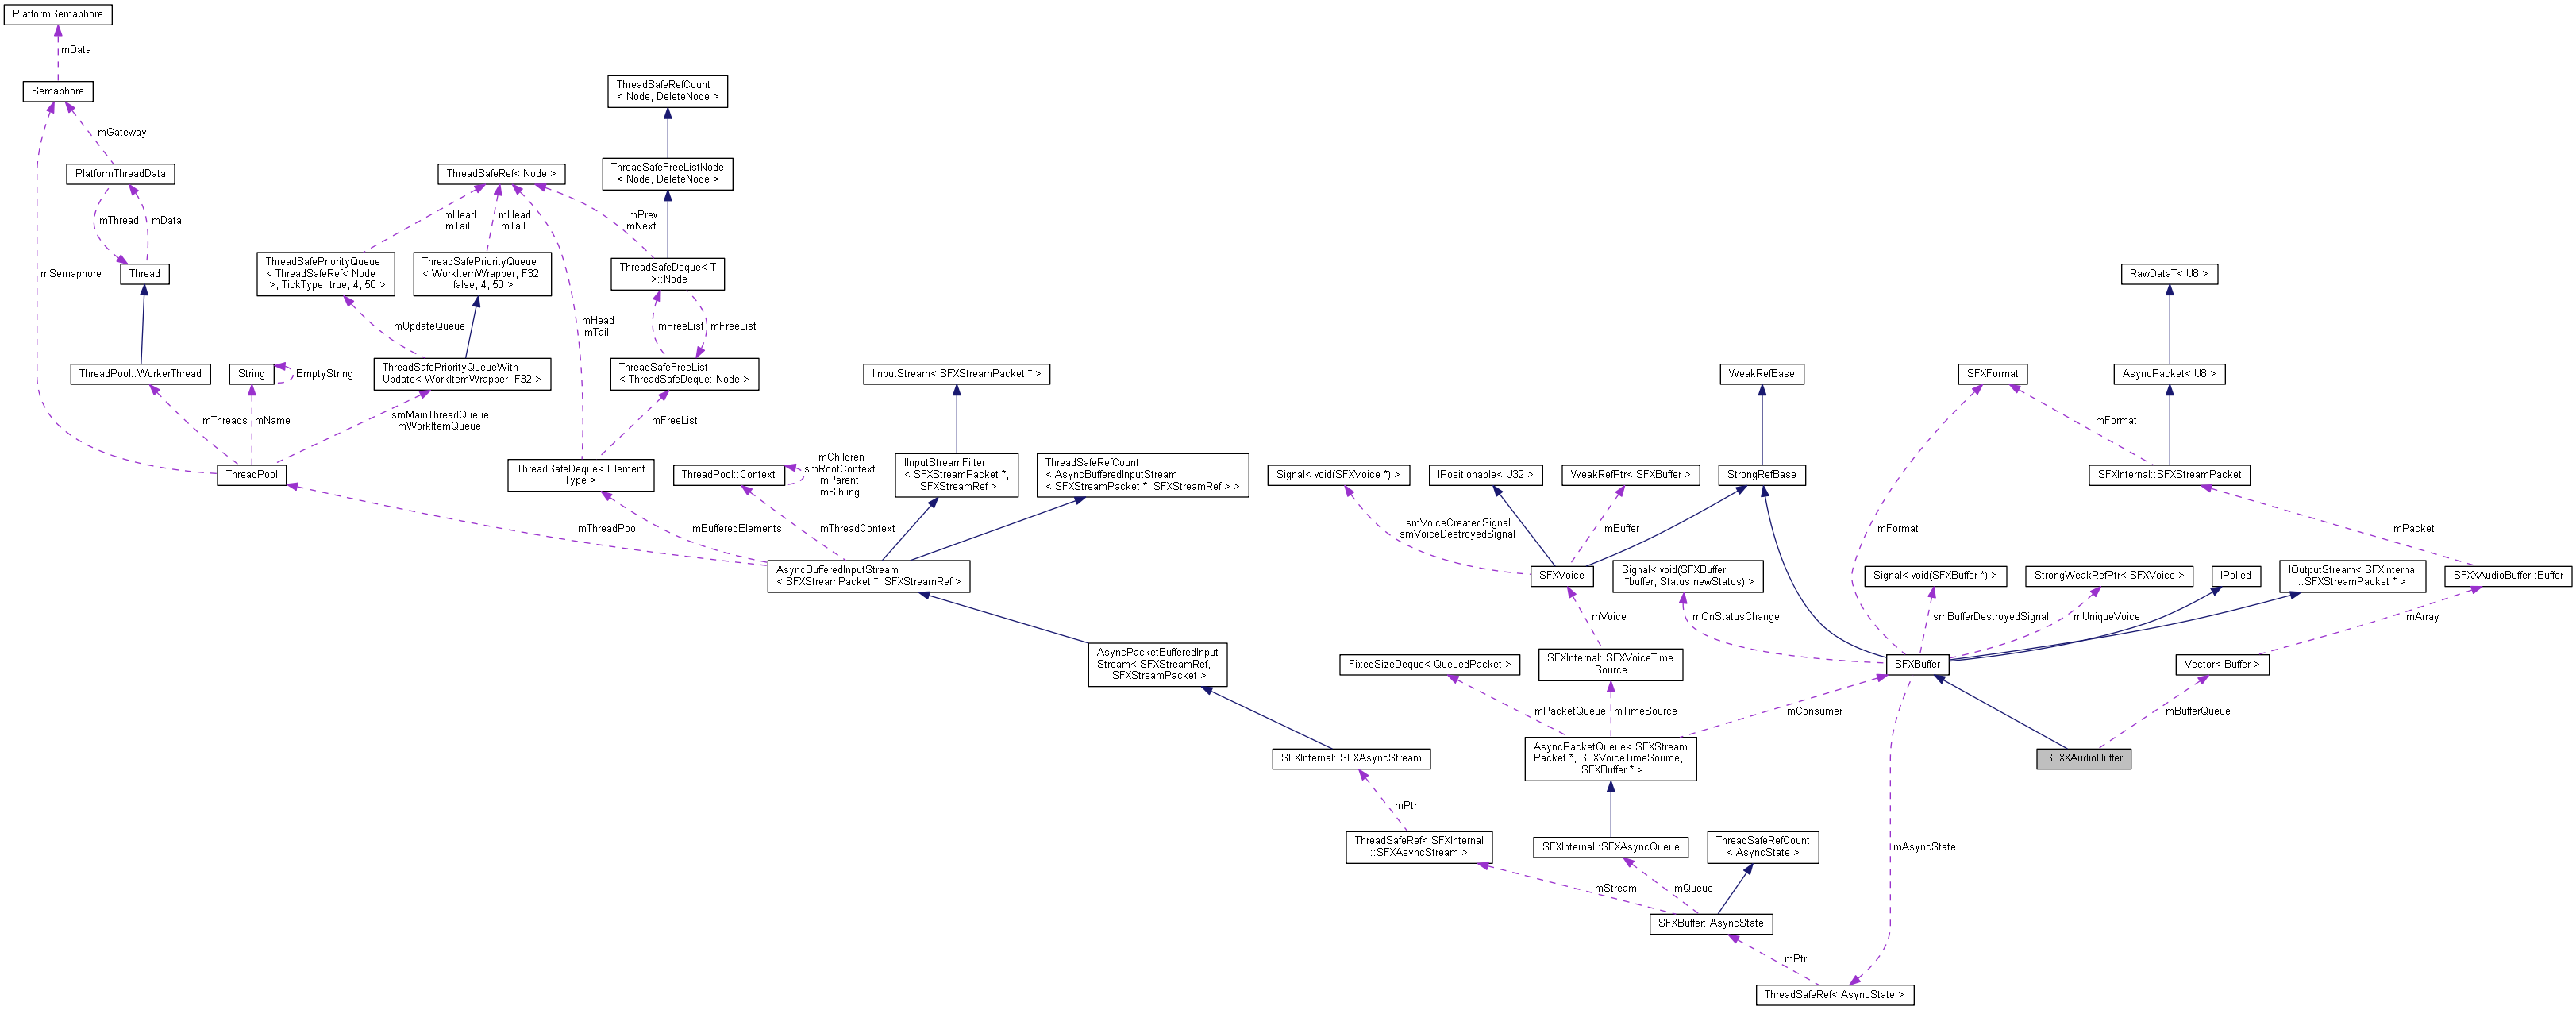 PlatformSemaphore
mData
Semaphore
ThreadSafeRefCount
< Node, DeleteNode >
mGateway
PlatformThreadData
ThreadSafeRef< Node >
ThreadSafeFreeListNode
< Node, DeleteNode >
mThread
mData
mHead
mTail
mHead
mTail
mPrev
mNext
mSemaphore
Thread
ThreadSafePriorityQueue
< ThreadSafeRef< Node
>, TickType, true, 4, 50 >
ThreadSafePriorityQueue
< WorkItemWrapper, F32,
false, 4, 50 >
ThreadSafeDeque< T
>::Node
RawDataT< U8 >
mUpdateQueue
mHead
mTail
mFreeList
mFreeList
ThreadPool::WorkerThread
String
EmptyString
ThreadSafePriorityQueueWith
Update< WorkItemWrapper, F32 >
ThreadSafeFreeList
< ThreadSafeDeque::Node >
IInputStream< SFXStreamPacket * >
WeakRefBase
SFXFormat
AsyncPacket< U8 >
mThreads
mName
smMainThreadQueue
mWorkItemQueue
mFreeList
mFormat
ThreadPool
ThreadSafeDeque< Element
Type >
ThreadPool::Context
mChildren
smRootContext
mParent
mSibling
IInputStreamFilter
< SFXStreamPacket *,
SFXStreamRef >
ThreadSafeRefCount
< AsyncBufferedInputStream
< SFXStreamPacket *, SFXStreamRef > >
Signal< void(SFXVoice *) >
IPositionable< U32 >
WeakRefPtr< SFXBuffer >
StrongRefBase
SFXInternal::SFXStreamPacket
mThreadPool
mBufferedElements
mThreadContext
smVoiceCreatedSignal
smVoiceDestroyedSignal
mBuffer
mFormat
mPacket
AsyncBufferedInputStream
< SFXStreamPacket *, SFXStreamRef >
SFXVoice
Signal< void(SFXBuffer
*buffer, Status newStatus) >
Signal< void(SFXBuffer *) >
StrongWeakRefPtr< SFXVoice >
IPolled
IOutputStream< SFXInternal
::SFXStreamPacket * >
SFXXAudioBuffer::Buffer
mVoice
mOnStatusChange
smBufferDestroyedSignal
mUniqueVoice
mArray
AsyncPacketBufferedInput
Stream< SFXStreamRef,
SFXStreamPacket >
FixedSizeDeque< QueuedPacket >
SFXInternal::SFXVoiceTime
Source
SFXBuffer
Vector< Buffer >
mPacketQueue
mTimeSource
mConsumer
mBufferQueue
SFXInternal::SFXAsyncStream
AsyncPacketQueue< SFXStream
Packet *, SFXVoiceTimeSource,
SFXBuffer * >
SFXXAudioBuffer
mPtr
ThreadSafeRef< SFXInternal
::SFXAsyncStream >
SFXInternal::SFXAsyncQueue
ThreadSafeRefCount
< AsyncState >
mAsyncState
mStream
mQueue
SFXBuffer::AsyncState
mPtr
ThreadSafeRef< AsyncState >